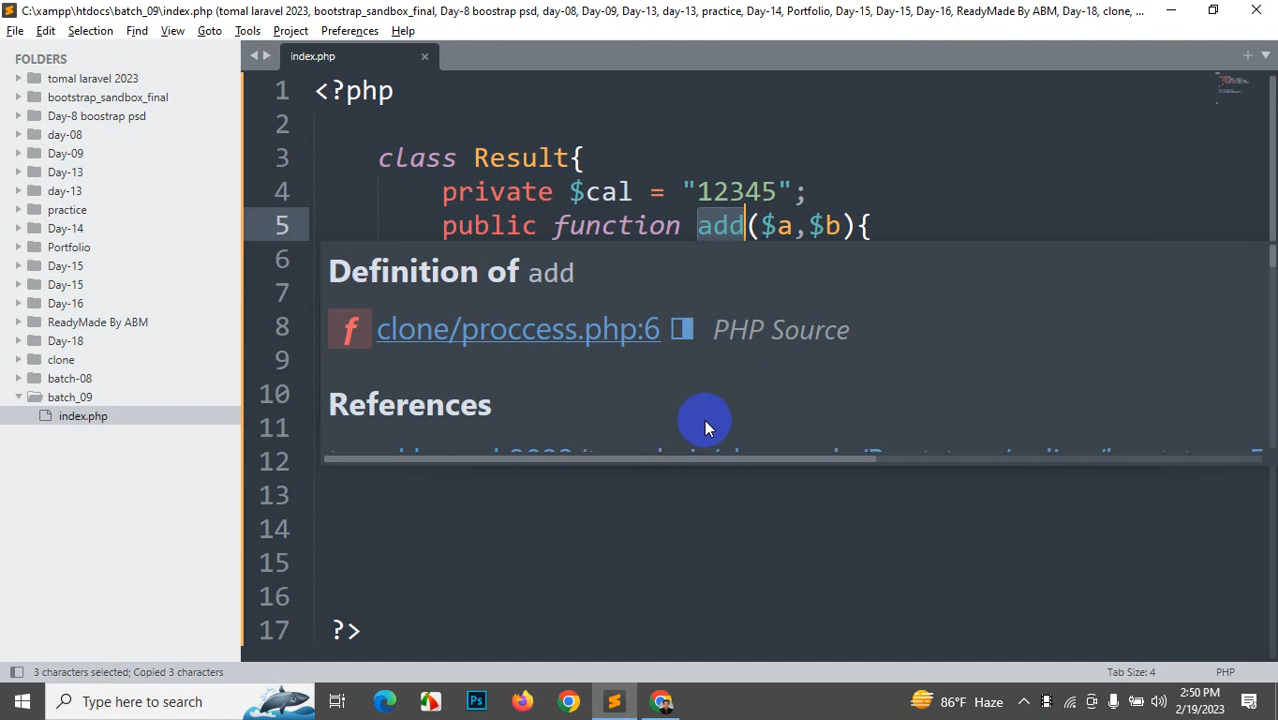 C:\xampp\htdocs\batch_09\index.php (tomal laravel 2023, bootstrap_sandbox_final, Day-8 boostrap psd, day-08, Day-09, Day-13, day-13, practice, Day-14, Portfolio, Day-15, Day-15, Day-16, ReadyMade By ABM, Day-18, clone, ...
File Edit Selection Find View Goto Tools Project Preferences Help
FOLDERS
tomal laravel 2023
bootstrap_sandbox_final
Day-8 boostrap psd
day-08
Day-09
Day-13
day-13
practice
Day-14
Portfolio
Day-15
Day-15
Day-16
ReadyMade By ABM
Day-18
clone
batch-08
batch_09
index.php
index.php
1 <?php
2
3 class Result{
4 private $cal = "12345";
5 public function add($a,$b){
6
7
8
9
10
11
12
13
14
15
16
17 ?>
Definition of add
f clone/proccess.php:6 PHP Source
References
3 characters selected; Copied 3 characters
Tab Size: 4
PHP
Type here to search
Ps
86°F Haze
2:50 PM
2/19/2023